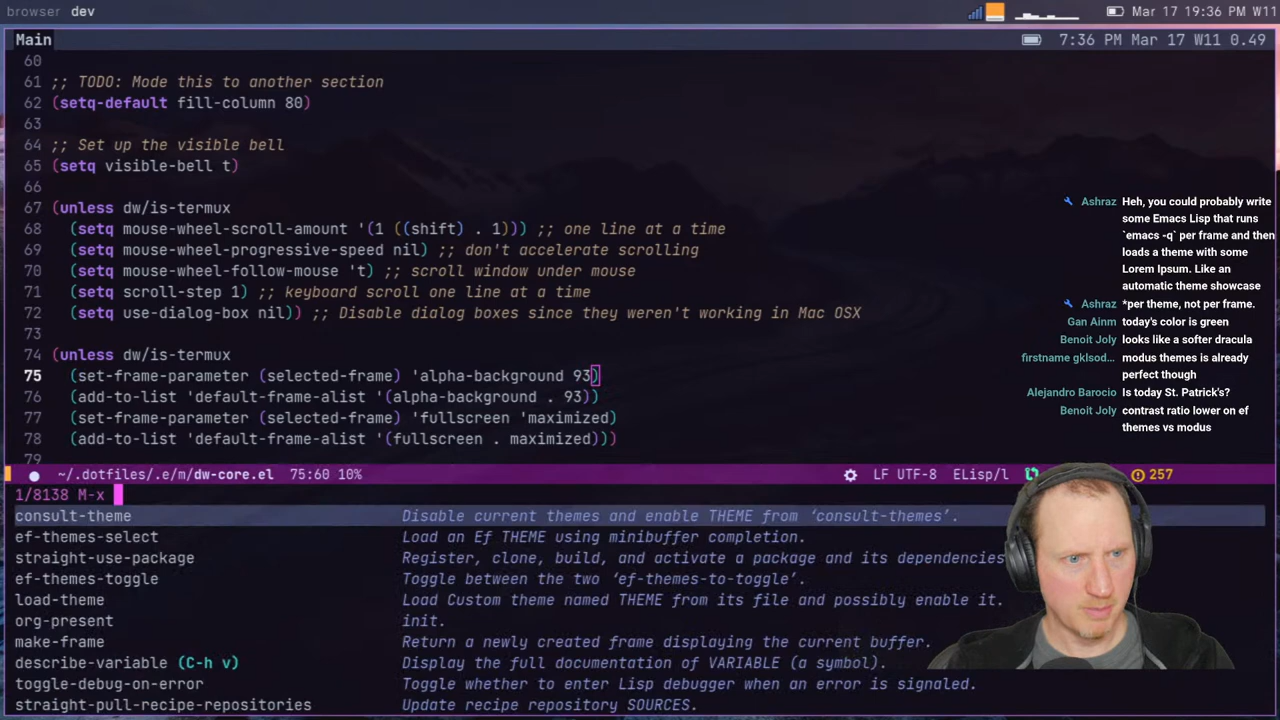 browser dev
Mar 17 19:36 PM W11
Main
7:36 PM Mar 17 W11 0.49
60
61 ;; TODO: Mode this to another section
62 (setq-default fill-column 80)
63
64 ;; Set up the visible bell
65 (setq visible-bell t)
66
67 (unless dw/is-termux
68 (setq mouse-wheel-scroll-amount '(1 ((shift) . 1))) ;; one line at a time
69 (setq mouse-wheel-progressive-speed nil) ;; don't accelerate scrolling
70 (setq mouse-wheel-follow-mouse 't) ;; scroll window under mouse
71 (setq scroll-step 1) ;; keyboard scroll one line at a time
72 (setq use-dialog-box nil)) ;; Disable dialog boxes since they weren't working in Mac OSX
73
74 (unless dw/is-termux
75 (set-frame-parameter (selected-frame) 'alpha-background 93)
76 (add-to-list 'default-frame-alist '(alpha-background . 93))
77 (set-frame-parameter (selected-frame) 'fullscreen 'maximized)
78 (add-to-list 'default-frame-alist '(fullscreen . maximized)))
79
~/.dotfiles/.e/m/dw-core.el 75:60 10%
LF UTF-8 ELisp/l
257
1/8138 M-x
consult-theme Disable current themes and enable THEME from ‘consult-themes’.
ef-themes-select Load an Ef THEME using minibuffer completion.
straight-use-package Register, clone, build, and activate a package and its dependencies
ef-themes-toggle Toggle between the two ‘ef-themes-to-toggle’.
load-theme Load Custom theme named THEME from its file and possibly enable it.
org-present init.
make-frame Return a newly created frame displaying the current buffer.
describe-variable (C-h v) Display the full documentation of VARIABLE (a symbol).
toggle-debug-on-error Toggle whether to enter Lisp debugger when an error is signaled.
straight-pull-recipe-repositories Update recipe repository SOURCES.
Ashraz Heh, you could probably write
some Emacs Lisp that runs
`emacs -q` per frame and then
loads a theme with some
Lorem Ipsum. Like an
automatic theme showcase
Ashraz *per theme, not per frame.
Gan Ainm today's color is green
Benoit Joly looks like a softer dracula
firstname gklsod... modus themes is already
perfect though
Alejandro Barocio Is today St. Patrick's?
Benoit Joly contrast ratio lower on ef
themes vs modus